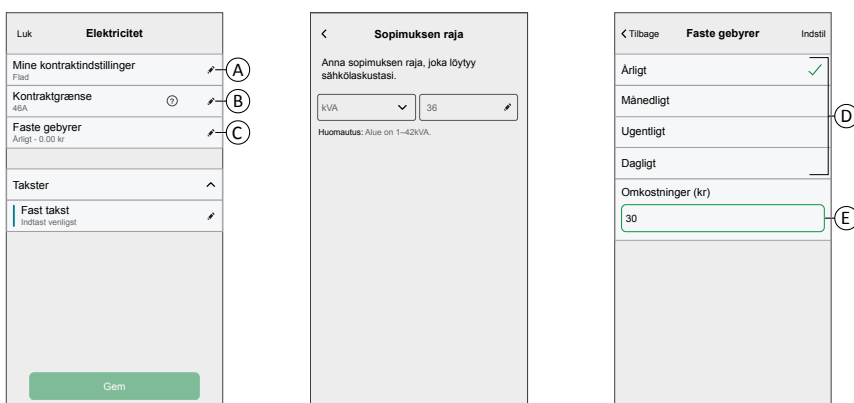 Luk Elektricitet
Mine kontraktindstillinger
Flad
A
Kontraktgrænse
46A
B
Faste gebyrer
Årligt - 0.00 kr
C
Takster
Fast takst
Indtast venligst
Gem
Sopimuksen raja
Anna sopimuksen raja, joka löytyy
sähkölaskustasi.
kVA 36
Huomautus: Alue on 1–42kVA.
Tilbage Faste gebyrer Indstil
Årligt
Månedligt
Ugentligt
Dagligt
D
Omkostninger (kr)
30
E